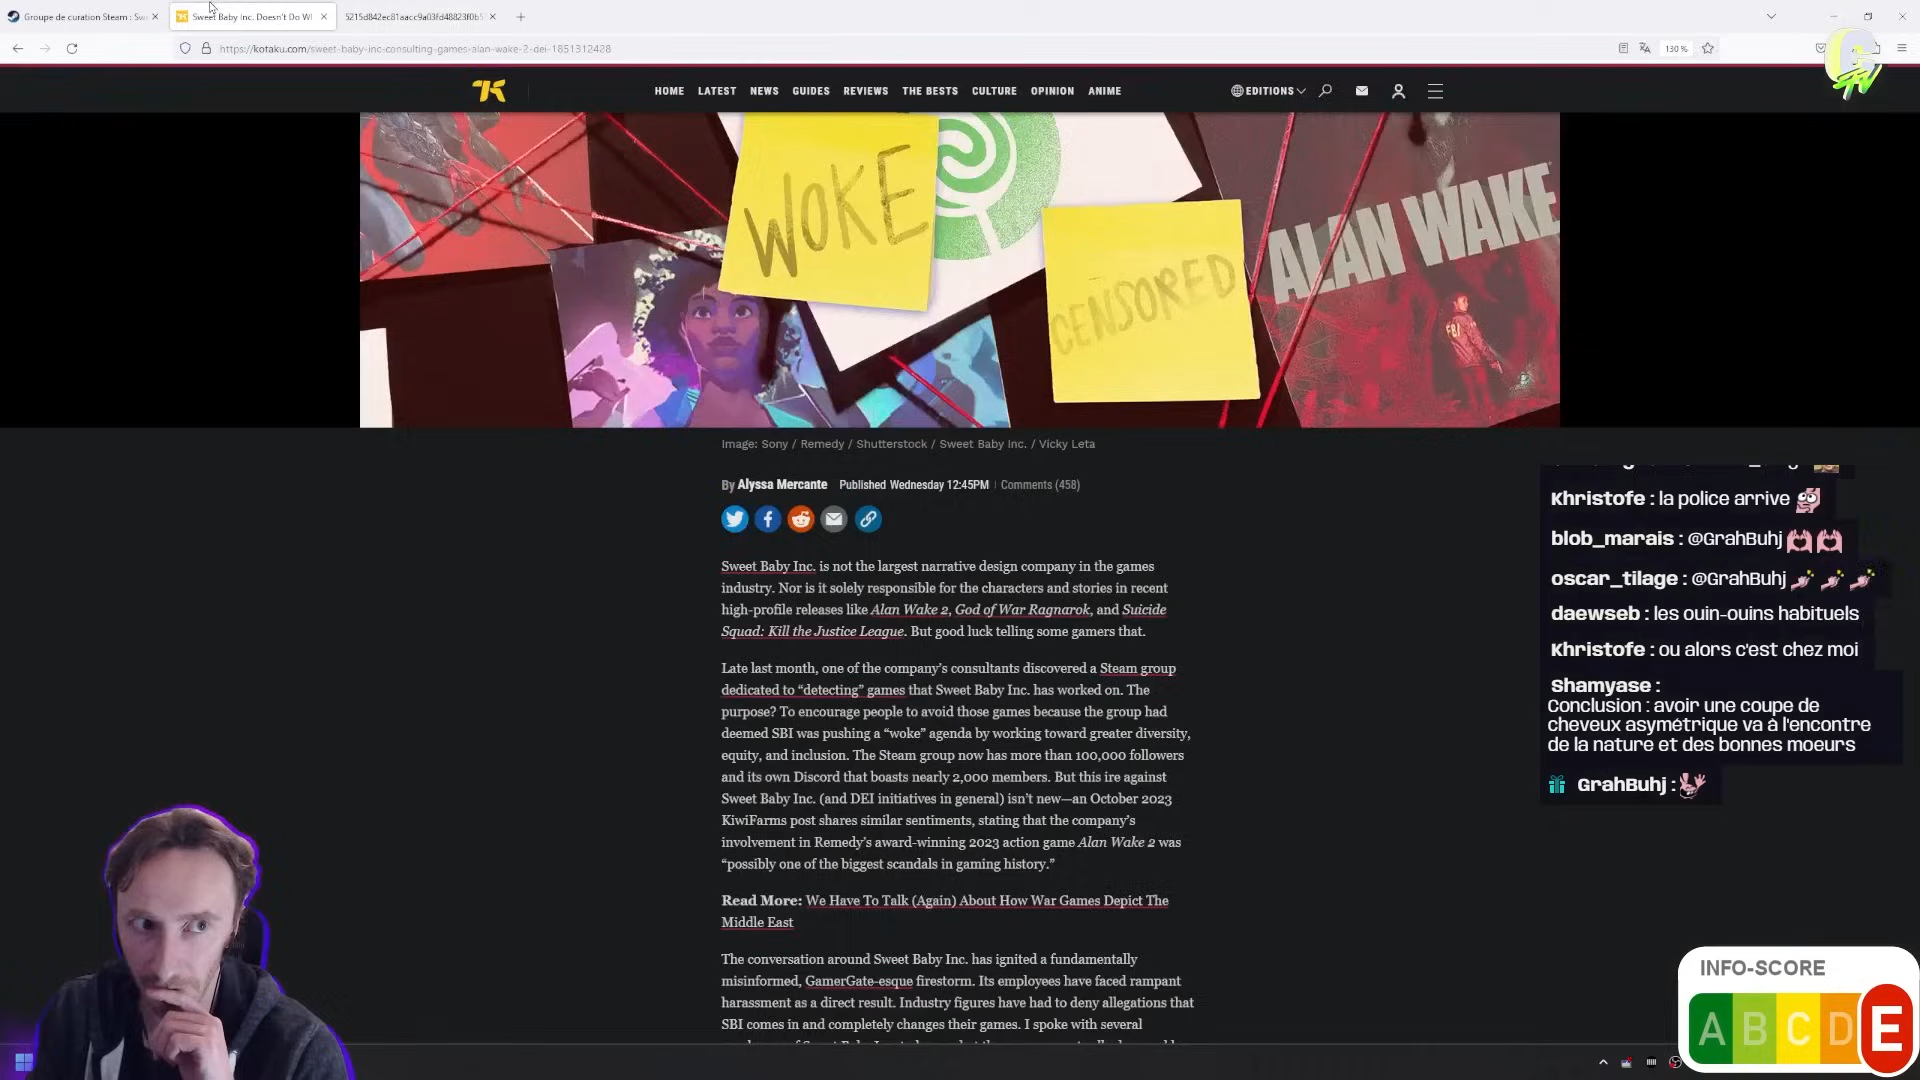 Groupe de curation Steam : Swe
Sweet Baby Inc. Doesn't Do Wh
5215d842ec81aacc9a03fd48823f0b5
https://kotaku.com/sweet-baby-inc-consulting-games-alan-wake-2-dei-1851312428
130 %
HOME
LATEST
NEWS
GUIDES
REVIEWS
THE BESTS
CULTURE
OPINION
ANIME
EDITIONS
WOKE
CENSORED
ALAN WAKE
FBI
Image: Sony / Remedy / Shutterstock / Sweet Baby Inc. / Vicky Leta
By Alyssa Mercante Published Wednesday 12:45PM | Comments (458)
Sweet Baby Inc. is not the largest narrative design company in the games
industry. Nor is it solely responsible for the characters and stories in recent
high-profile releases like Alan Wake 2, God of War Ragnarok, and Suicide
Squad: Kill the Justice League. But good luck telling some gamers that.
Late last month, one of the company's consultants discovered a Steam group
dedicated to “detecting” games that Sweet Baby Inc. has worked on. The
purpose? To encourage people to avoid those games because the group had
deemed SBI was pushing a “woke” agenda by working toward greater diversity,
equity, and inclusion. The Steam group now has more than 100,000 followers
and its own Discord that boasts nearly 2,000 members. But this ire against
Sweet Baby Inc. (and DEI initiatives in general) isn't new—an October 2023
KiwiFarms post shares similar sentiments, stating that the company's
involvement in Remedy's award-winning 2023 action game Alan Wake 2 was
“possibly one of the biggest scandals in gaming history.”
Read More: We Have To Talk (Again) About How War Games Depict The
Middle East
The conversation around Sweet Baby Inc. has ignited a fundamentally
misinformed, GamerGate-esque firestorm. Its employees have faced rampant
harassment as a direct result. Industry figures have had to deny allegations that
SBI comes in and completely changes their games. I spoke with several
Khristofe : la police arrive
blob_marais : @GrahBuhj
oscar_tilage : @GrahBuhj
daewseb : les ouin-ouins habituels
Khristofe : ou alors c'est chez moi
Shamyase :
Conclusion : avoir une coupe de
cheveux asymétrique va à l'encontre
de la nature et des bonnes moeurs
GrahBuhj :
INFO-SCORE
A B C D E